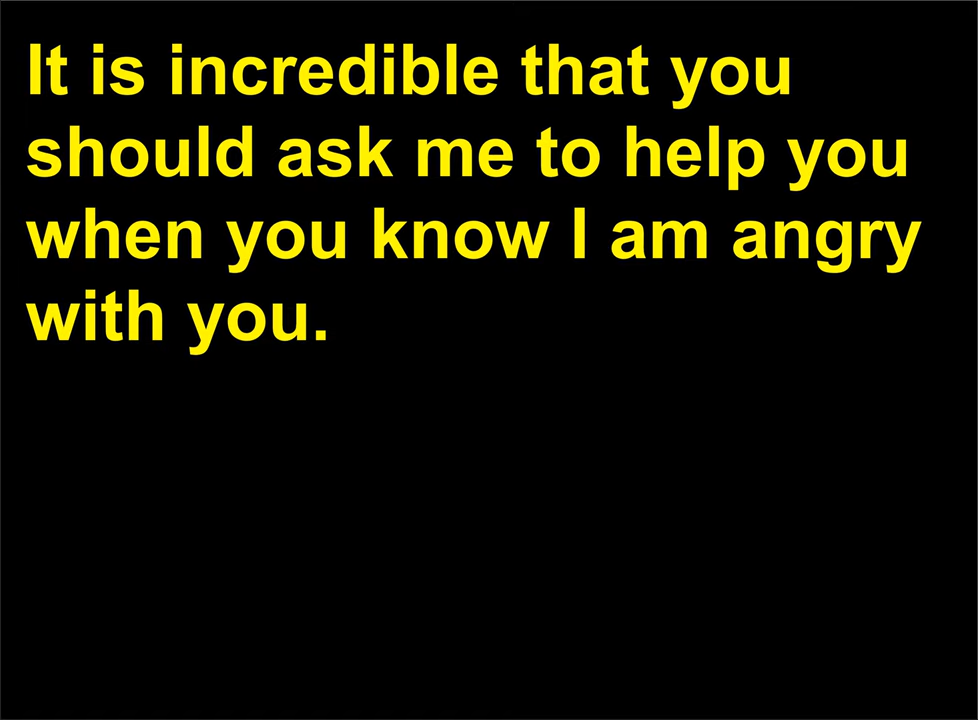 It is incredible that you
should ask me to help you
when you know I am angry
with you.